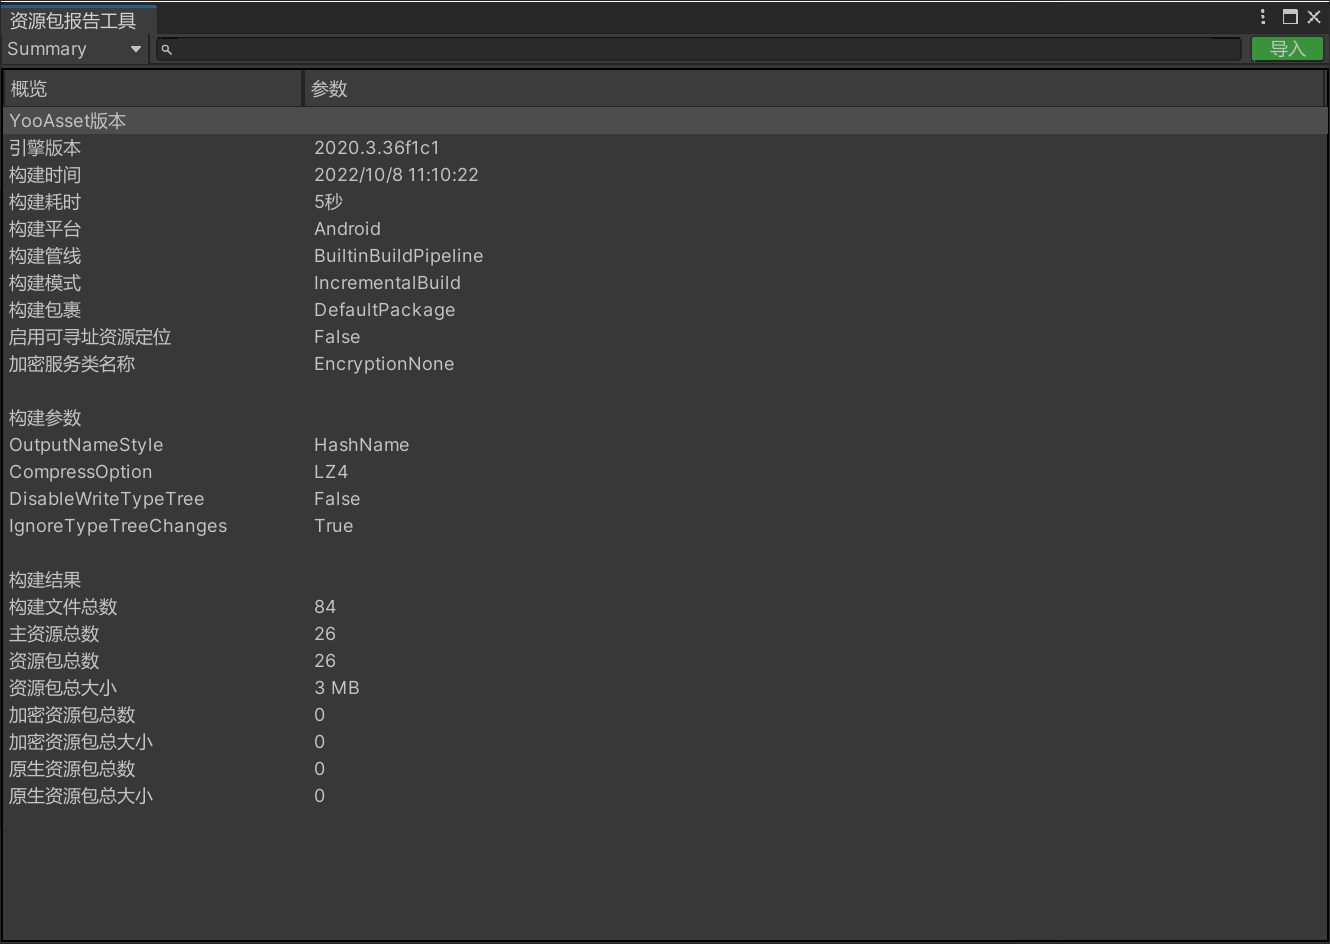 资源包报告工具
Summary
导入
概览 参数
YooAsset版本
引擎版本 2020.3.36f1c1
构建时间 2022/10/8 11:10:22
构建耗时 5秒
构建平台 Android
构建管线 BuiltinBuildPipeline
构建模式 IncrementalBuild
构建包裹 DefaultPackage
启用可寻址资源定位 False
加密服务类名称 EncryptionNone
构建参数
OutputNameStyle HashName
CompressOption LZ4
DisableWriteTypeTree False
IgnoreTypeTreeChanges True
构建结果
构建文件总数 84
主资源总数 26
资源包总数 26
资源包总大小 3 MB
加密资源包总数 0
加密资源包总大小 0
原生资源包总数 0
原生资源包总大小 0